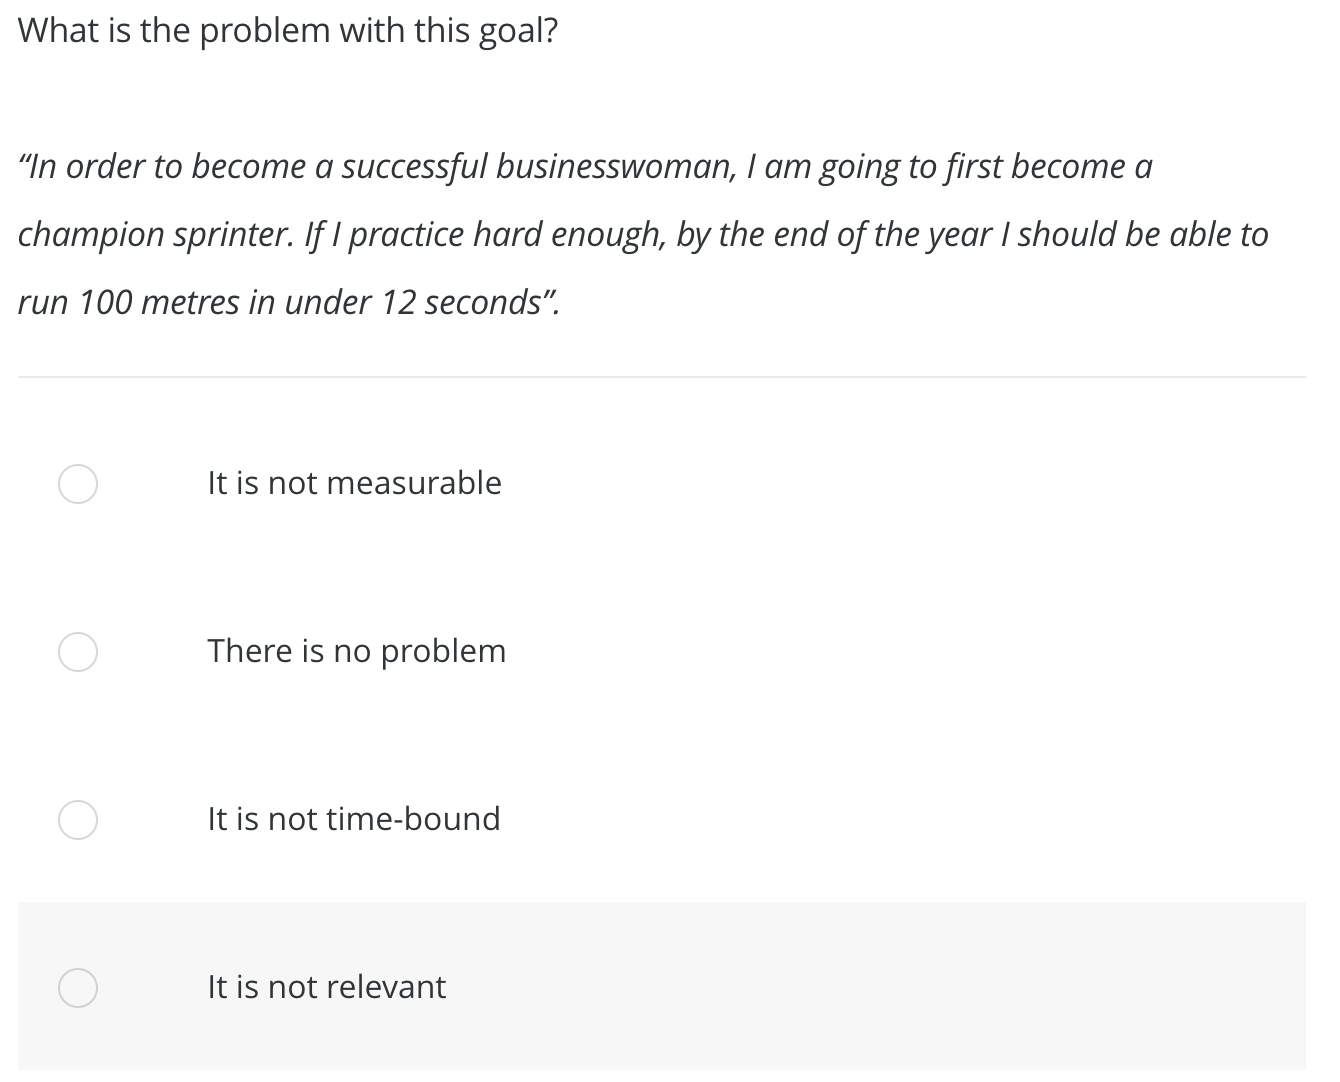 What is the problem with this goal?
“In order to become a successful businesswoman, I am going to first become a
champion sprinter. If I practice hard enough, by the end of the year I should be able to
run 100 metres in under 12 seconds”.
It is not measurable
There is no problem
It is not time-bound
It is not relevant